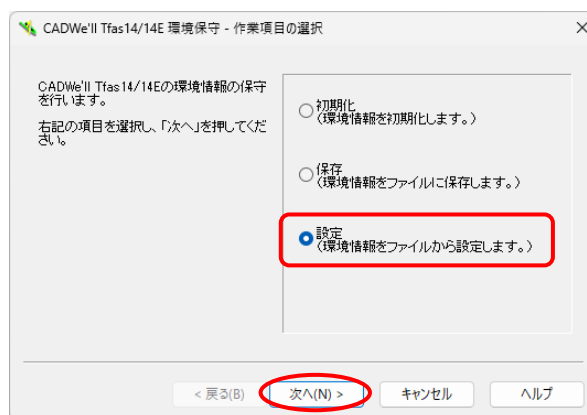 CADWe'll Tfas14/14E 環境保守 - 作業項目の選択
CADWe'll Tfas14/14Eの環境情報の保守
を行います。
右記の項目を選択し、「次へ」を押してくだ
さい。
初期化
(環境情報を初期化します。)
保存
(環境情報をファイルに保存します。)
設定
(環境情報をファイルから設定します。)
< 戻る(B)
次へ(N) >
キャンセル
ヘルプ